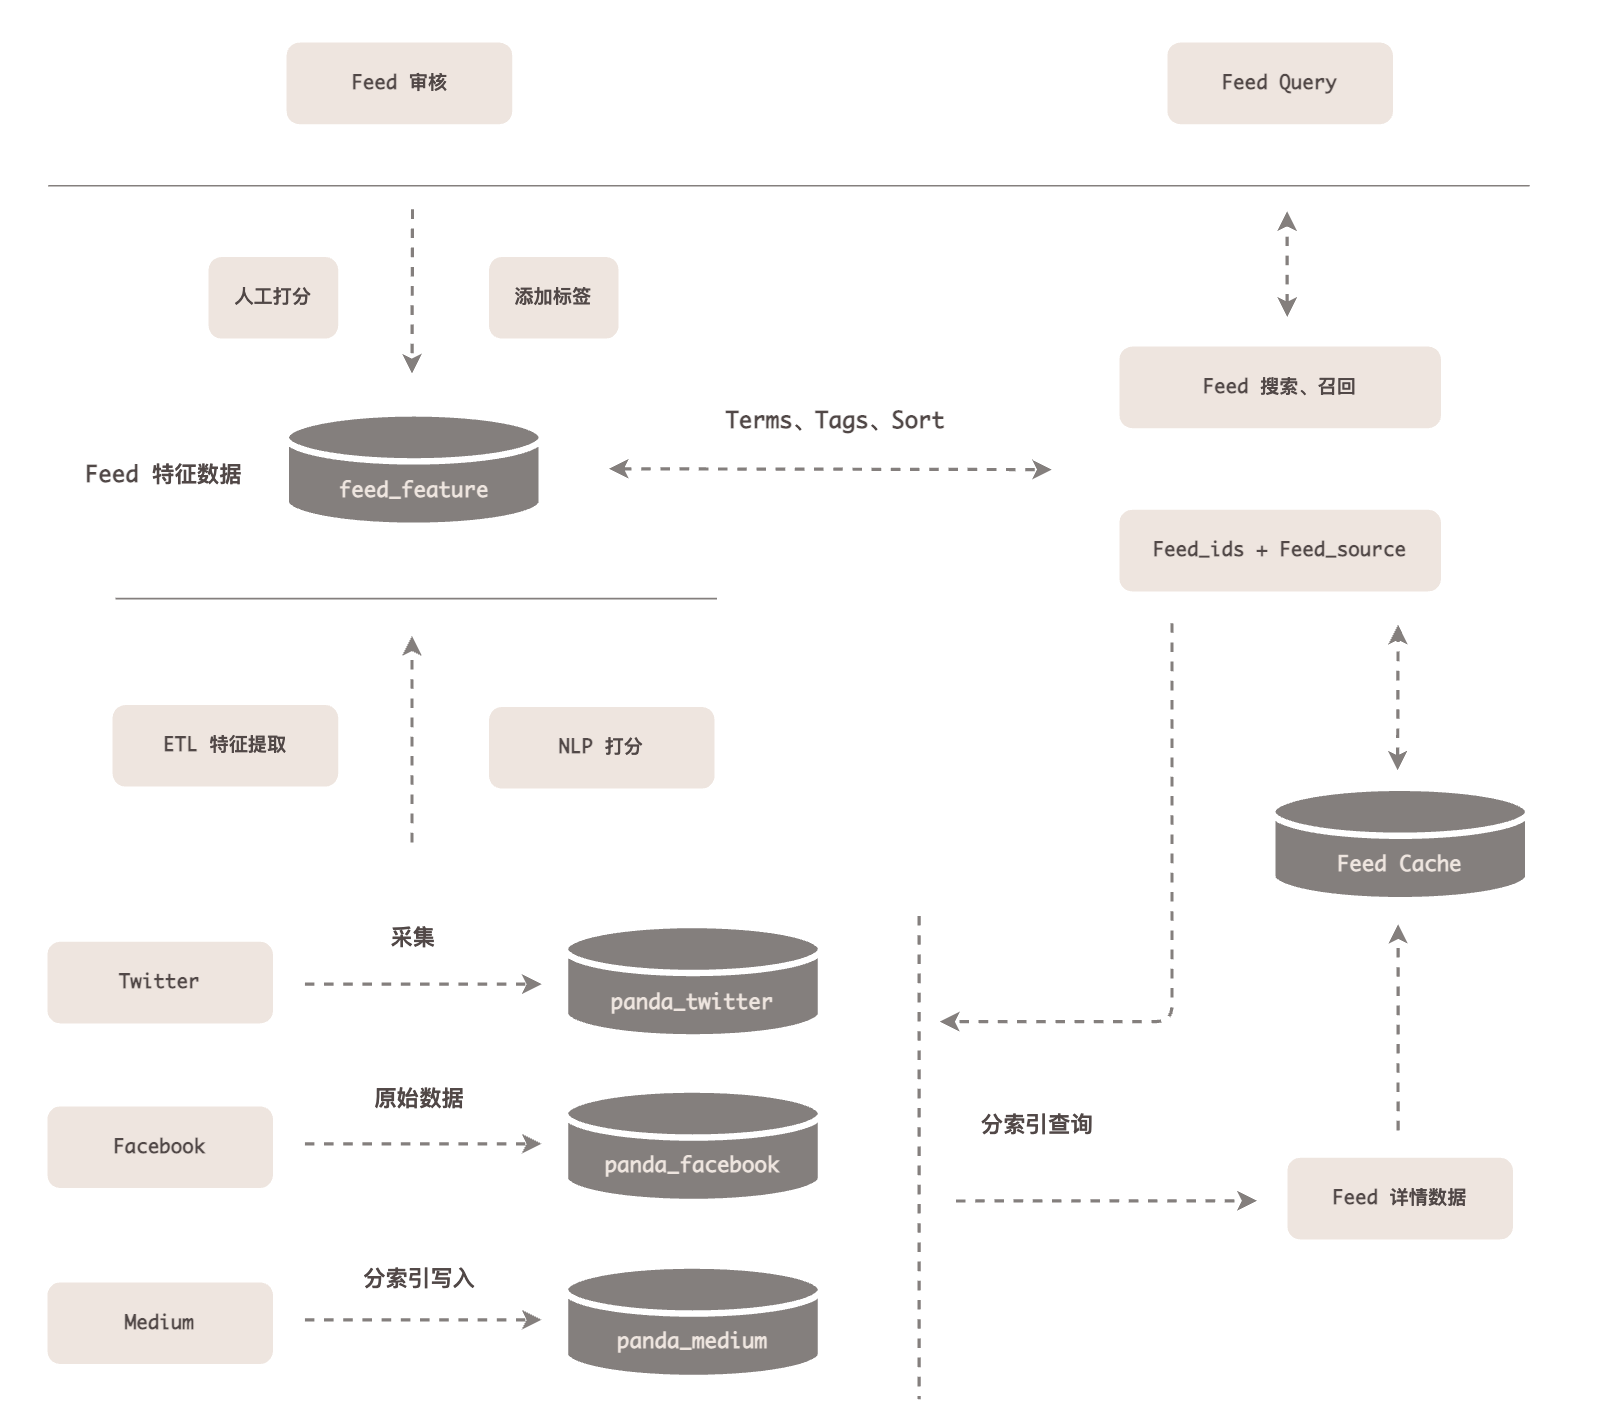 Feed 审核
Feed Query
人工打分
添加标签
Feed 搜索、召回
Terms、Tags、Sort
Feed 特征数据
feed_feature
Feed_ids + Feed_source
ETL 特征提取
NLP 打分
Feed Cache
采集
Twitter
panda_twitter
原始数据
Facebook
panda_facebook
分索引查询
Feed 详情数据
分索引写入
Medium
panda_medium